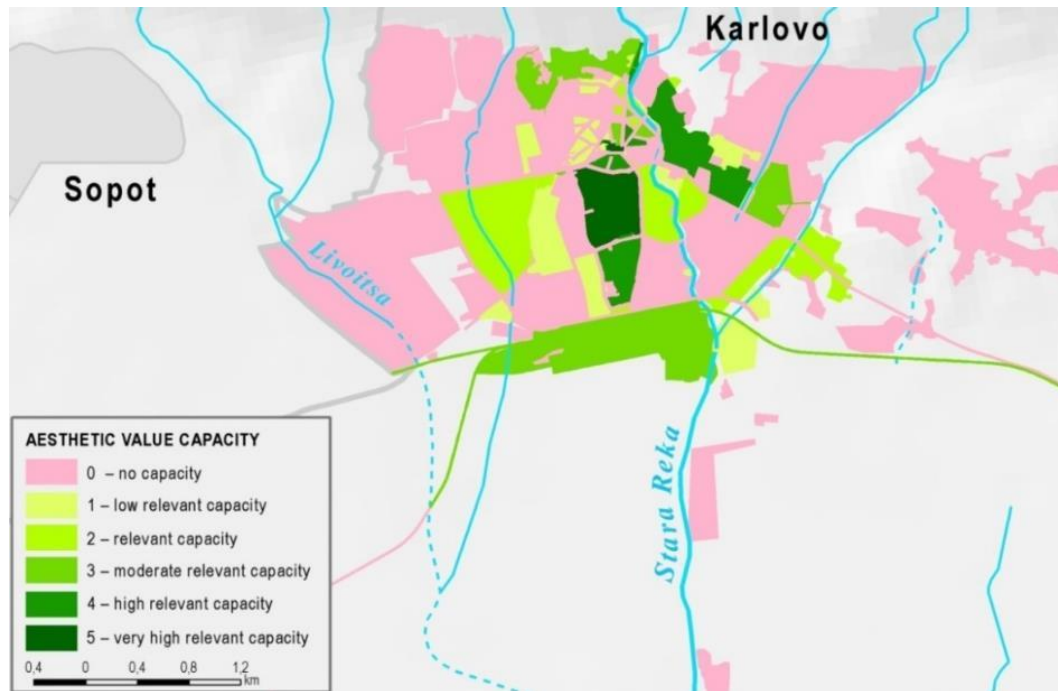 Karlovo
Sopot
Livoitsa
Stara Reka
AESTHETIC VALUE CAPACITY
0 – no capacity
1 – low relevant capacity
2 – relevant capacity
3 – moderate relevant capacity
4 – high relevant capacity
5 – very high relevant capacity
0,4 0 0,4 0,8 1,2
km